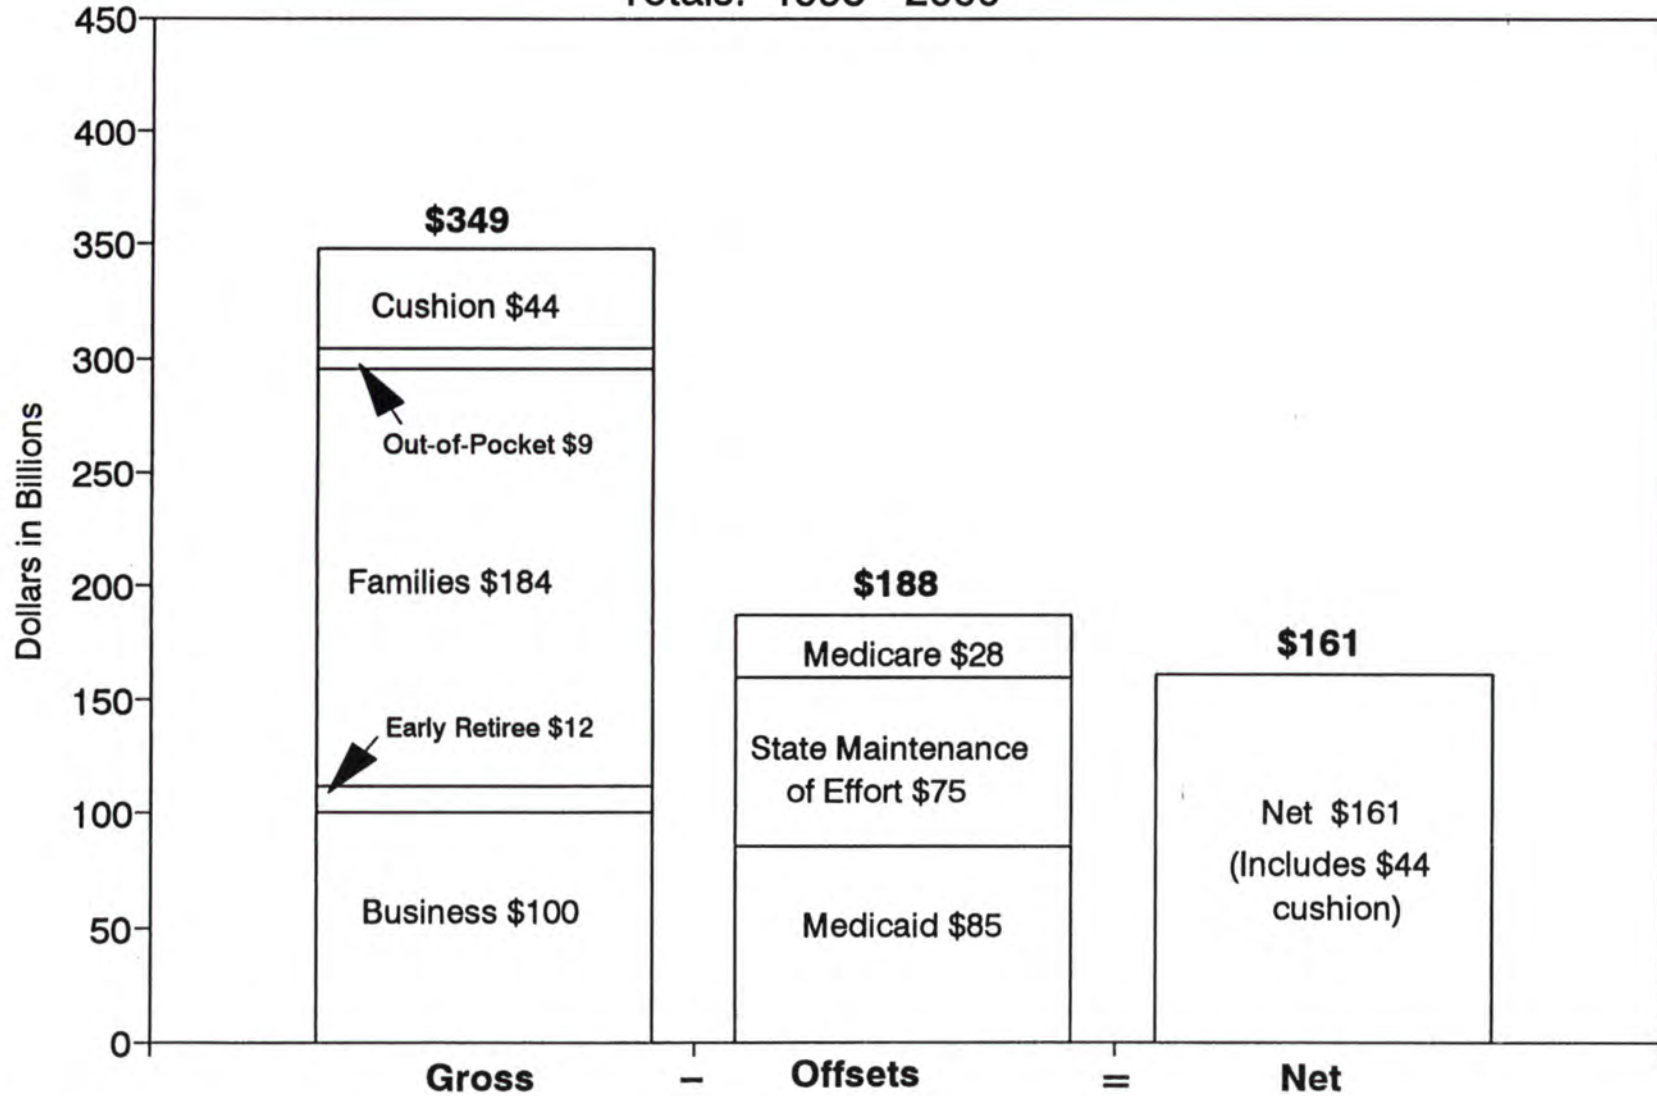 450
400
350
300
250
200
150
100
50
0
Dollars in Billions
$349
Cushion $44
Out-of-Pocket $9
Families $184
Early Retiree $12
Business $100
$188
Medicare $28
State Maintenance
of Effort $75
Medicaid $85
$161
Net $161
(Includes $44
cushion)
Gross – Offsets = Net